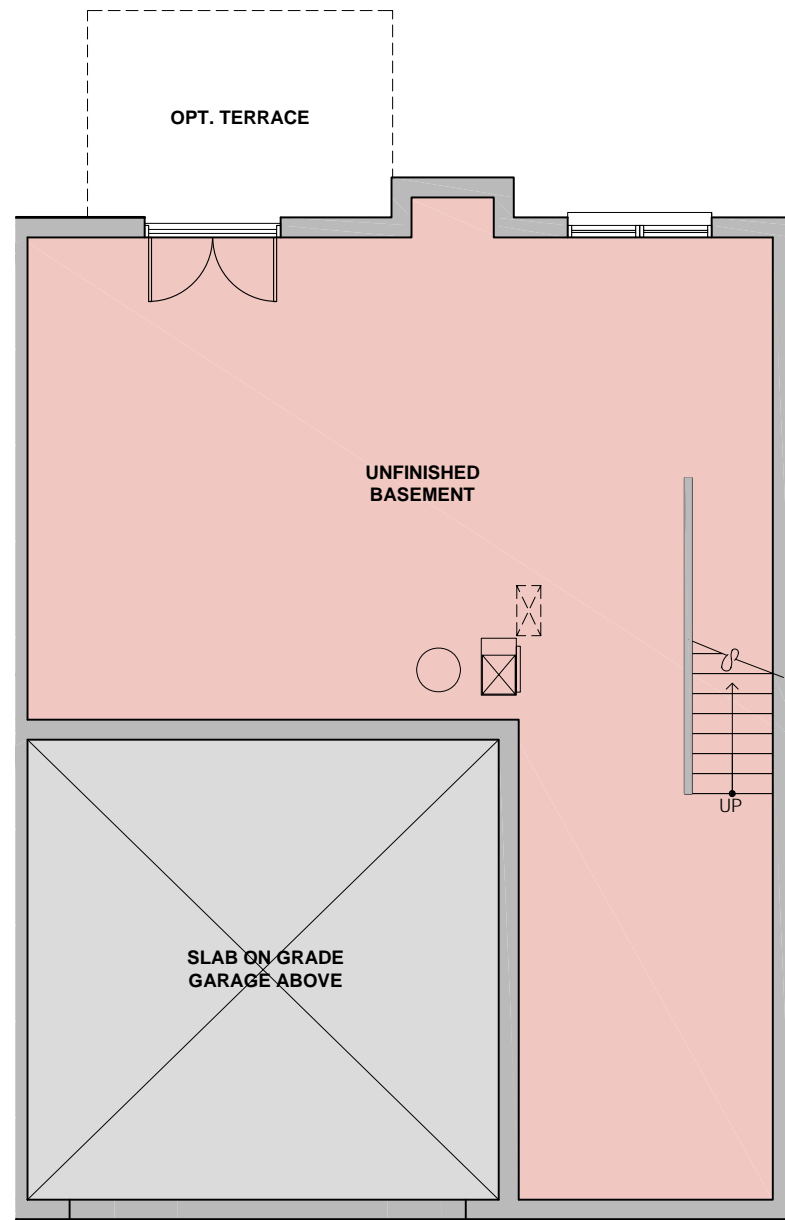 OPT. TERRACE
UNFINISHED
BASEMENT
UP
SLAB ON GRADE
GARAGE ABOVE